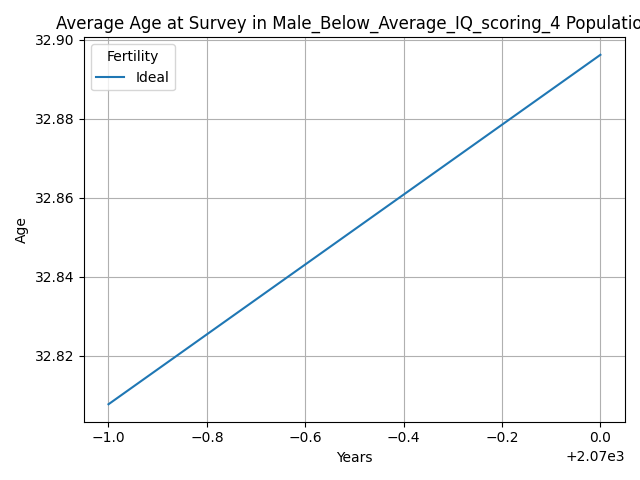 Average Age at Survey in Male_Below_Average_IQ_scoring_4 Populatio
32.90
32.88
32.86
32.84
32.82
Age
Fertility
Ideal
−1.0 −0.8 −0.6 −0.4 −0.2 0.0
Years
+2.07e3